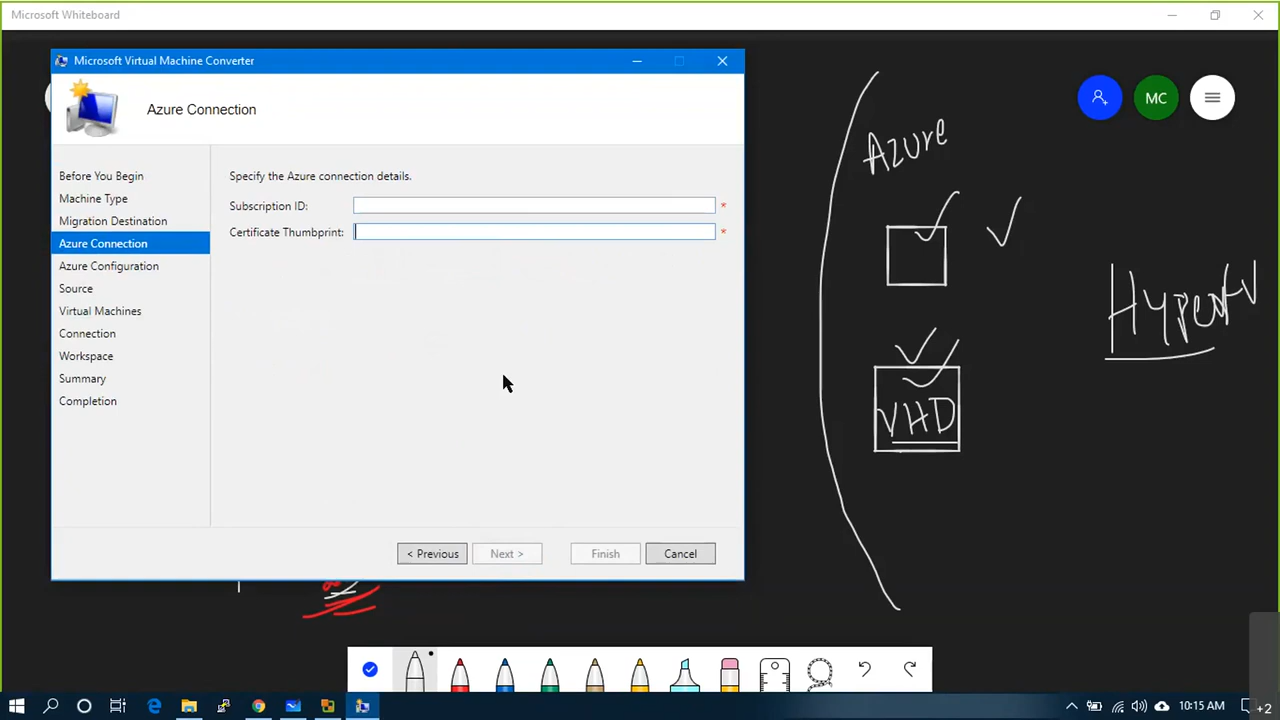 Microsoft Whiteboard
Microsoft Virtual Machine Converter
Azure Connection
Before You Begin
Machine Type
Migration Destination
Azure Connection
Azure Configuration
Source
Virtual Machines
Connection
Workspace
Summary
Completion
Specify the Azure connection details.
Subscription ID: *
Certificate Thumbprint: *
< Previous
Next >
Finish
Cancel
MC
Azure
VHD
10:15 AM
+2